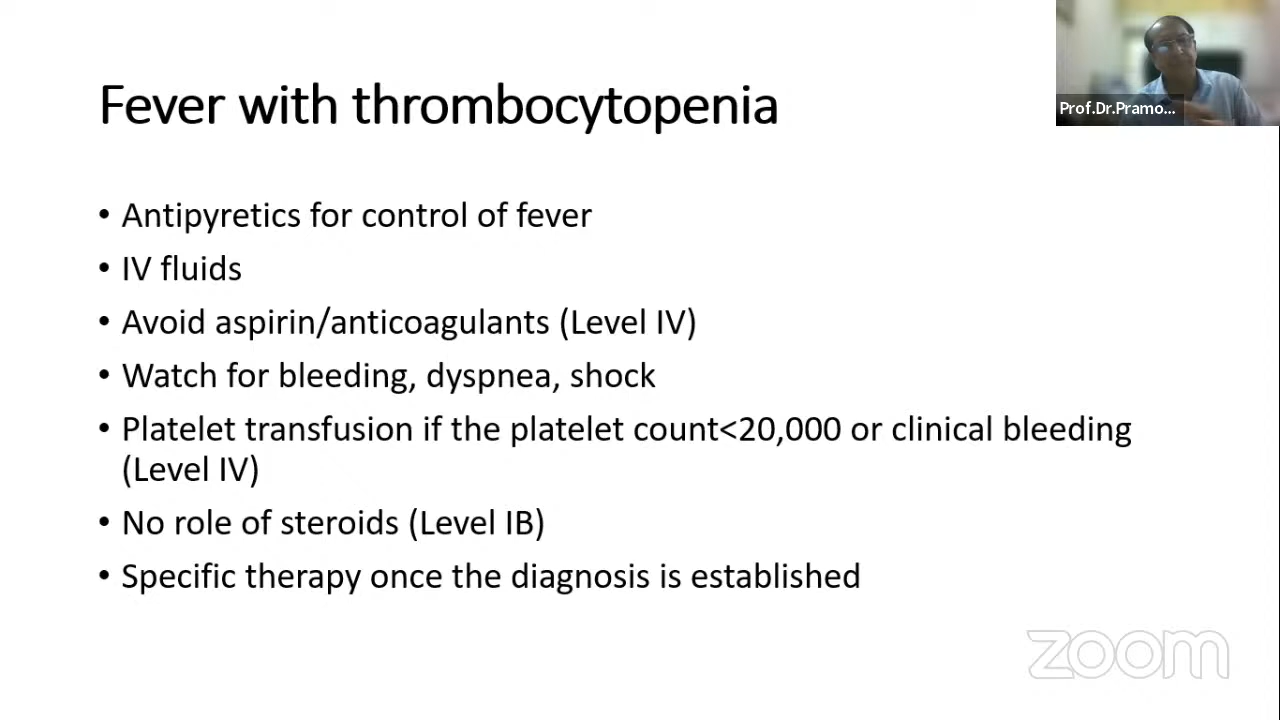 Fever with thrombocytopenia
Prof.Dr.Pramo...
• Antipyretics for control of fever
• IV fluids
• Avoid aspirin/anticoagulants (Level IV)
• Watch for bleeding, dyspnea, shock
• Platelet transfusion if the platelet count<20,000 or clinical bleeding
(Level IV)
• No role of steroids (Level IB)
• Specific therapy once the diagnosis is established
zoom